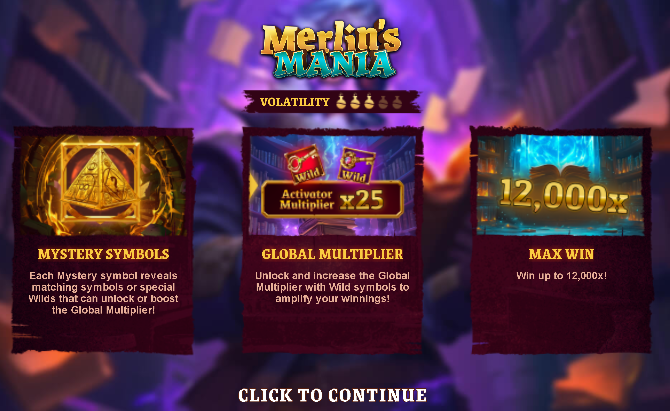 Merlin's
MANIA
VOLATILITY
MYSTERY SYMBOLS
Each Mystery symbol reveals
matching symbols or special
Wilds that can unlock or boost
the Global Multiplier!
Wild Wild
Activator
Multiplier x25
GLOBAL MULTIPLIER
Unlock and increase the Global
Multiplier with Wild symbols to
amplify your winnings!
12,000x
MAX WIN
Win up to 12,000x!
CLICK TO CONTINUE